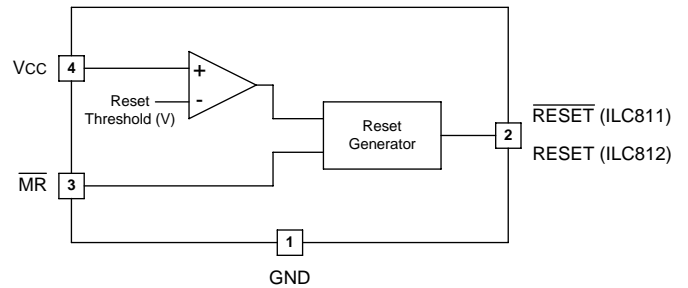 VCC 4
+
Reset
Threshold (V)
-
Reset
Generator
2
RESET (ILC811)
RESET (ILC812)
MR 3
1
GND